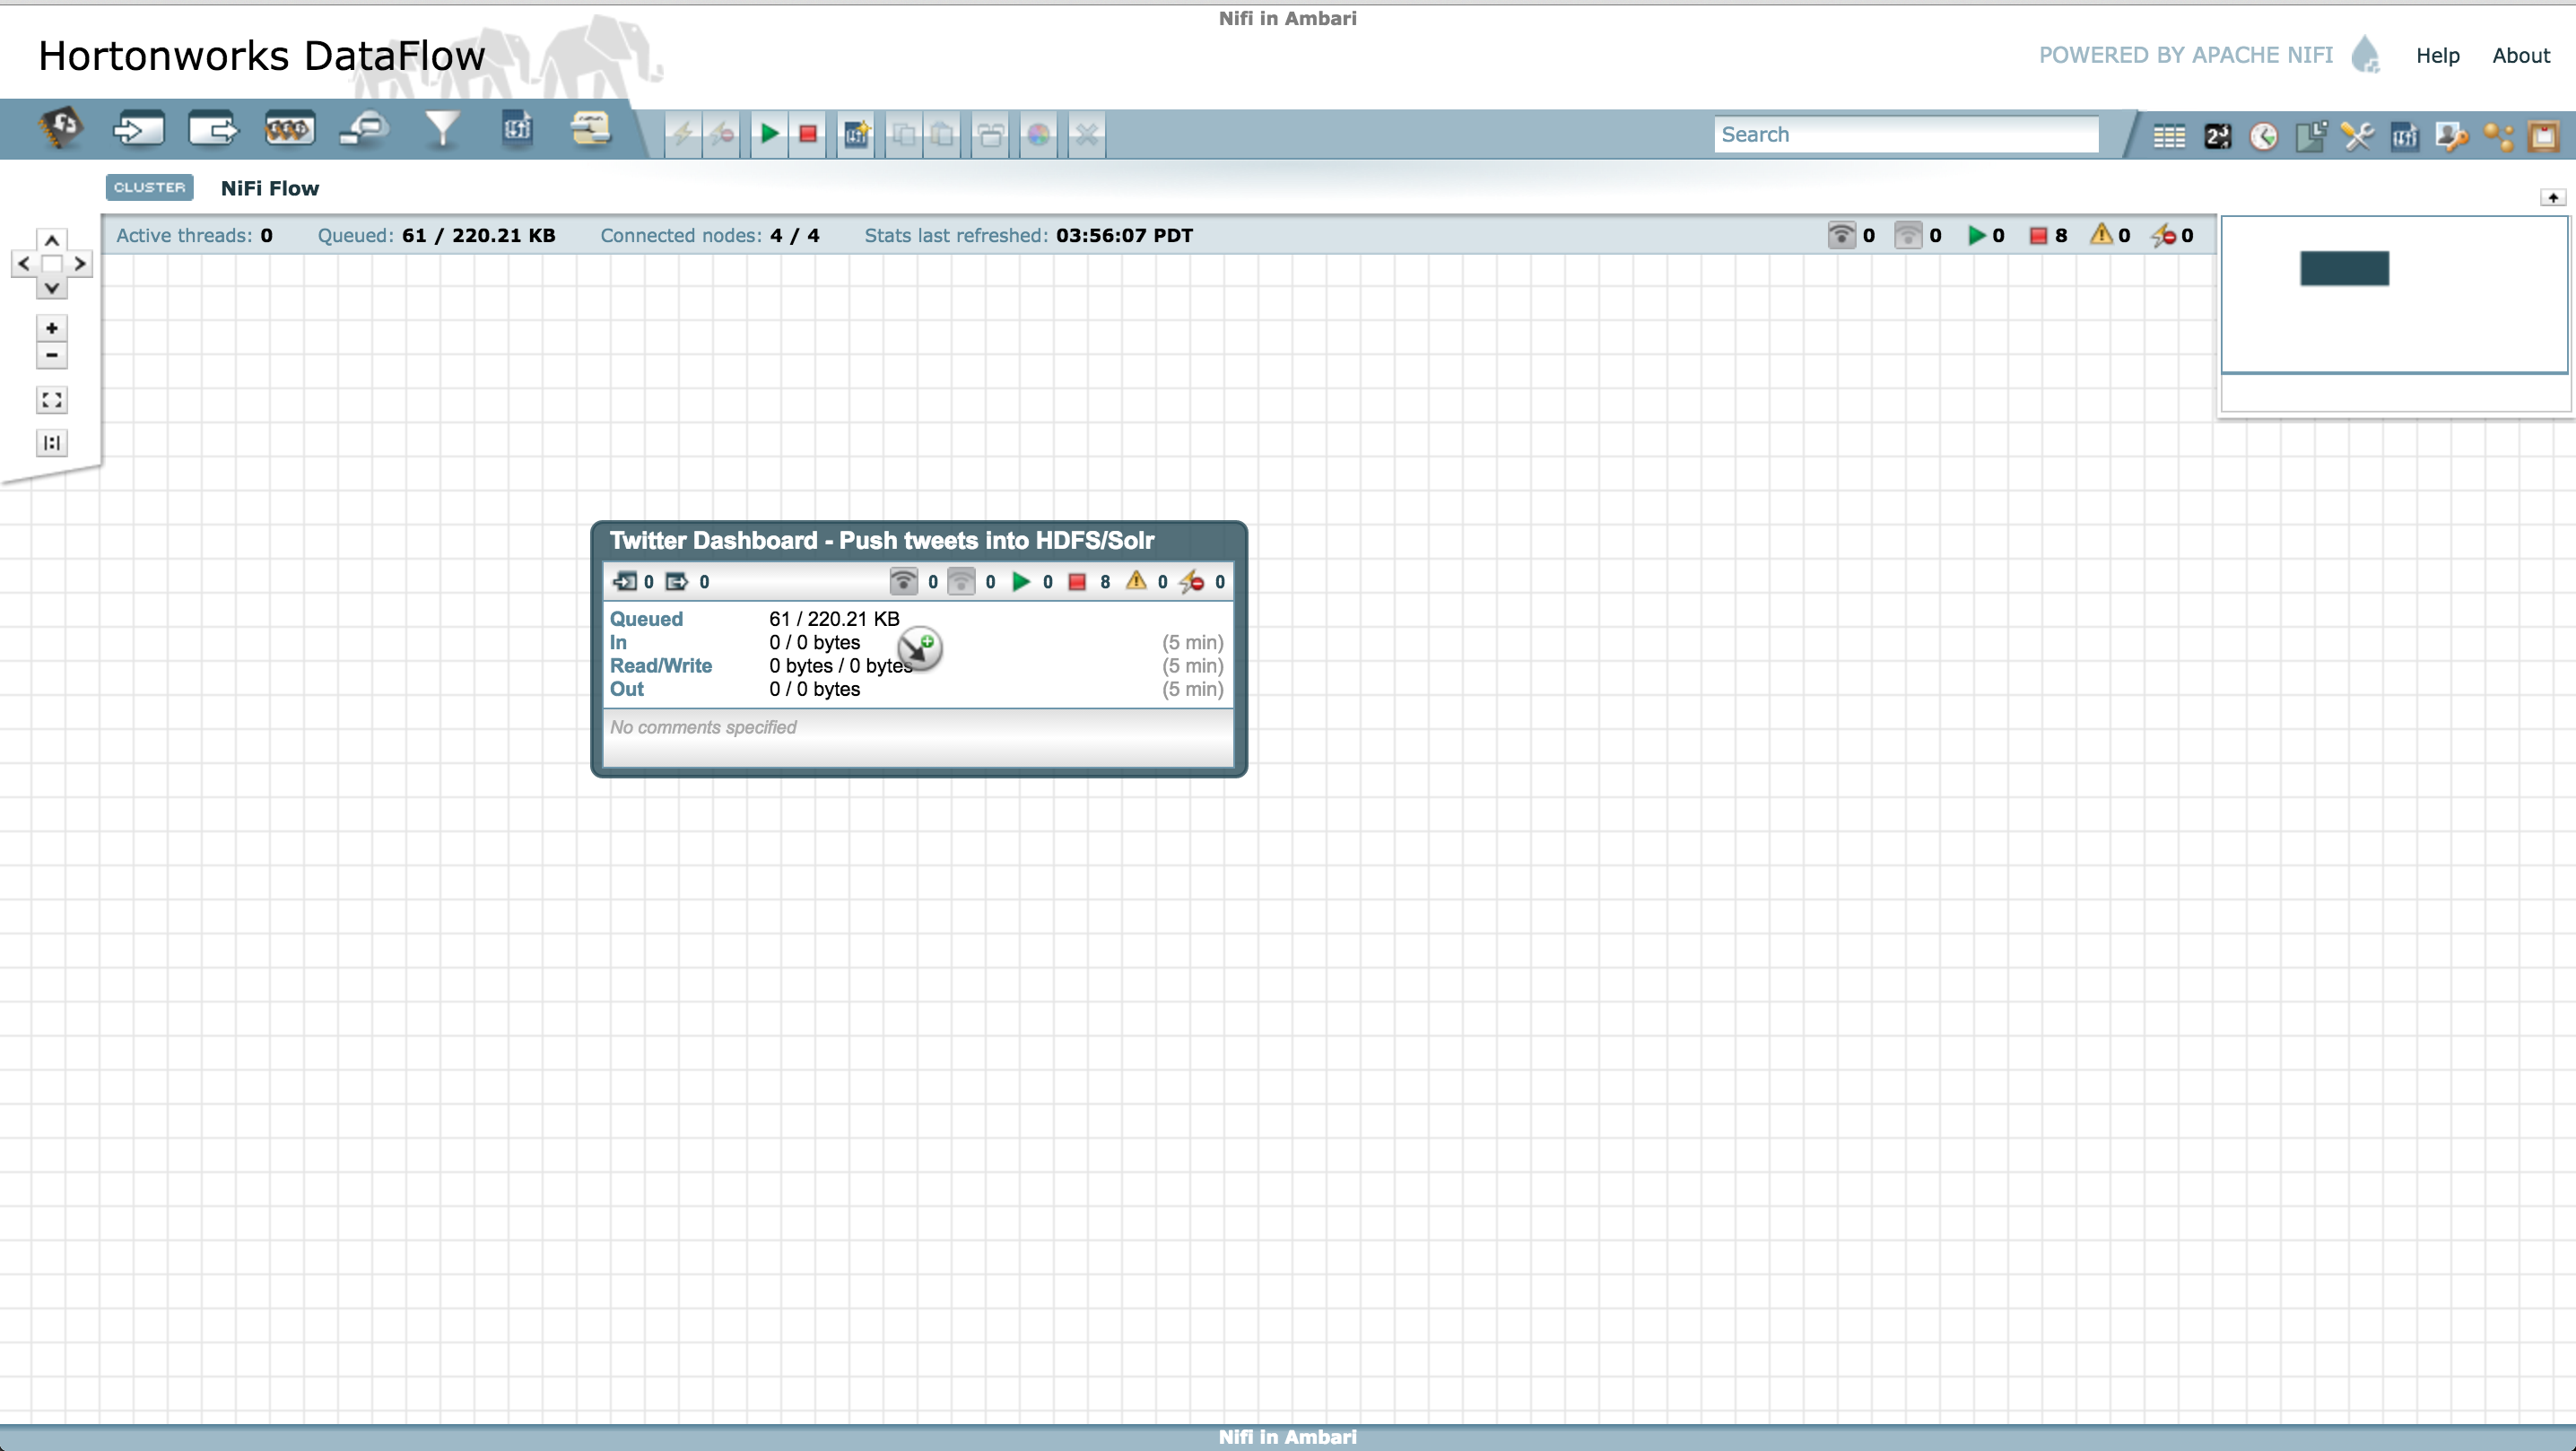 Nifi in Ambari
Hortonworks DataFlow
POWERED BY APACHE NIFI Help About
Search
CLUSTER NiFi Flow
Active threads: 0 Queued: 61 / 220.21 KB Connected nodes: 4 / 4 Stats last refreshed: 03:56:07 PDT 0 0 0 8 0 0
Twitter Dashboard - Push tweets into HDFS/Solr
0 0 0 0 0 8 0 0
Queued 61 / 220.21 KB
In 0 / 0 bytes (5 min)
Read/Write 0 bytes / 0 bytes (5 min)
Out 0 / 0 bytes (5 min)
No comments specified
Nifi in Ambari